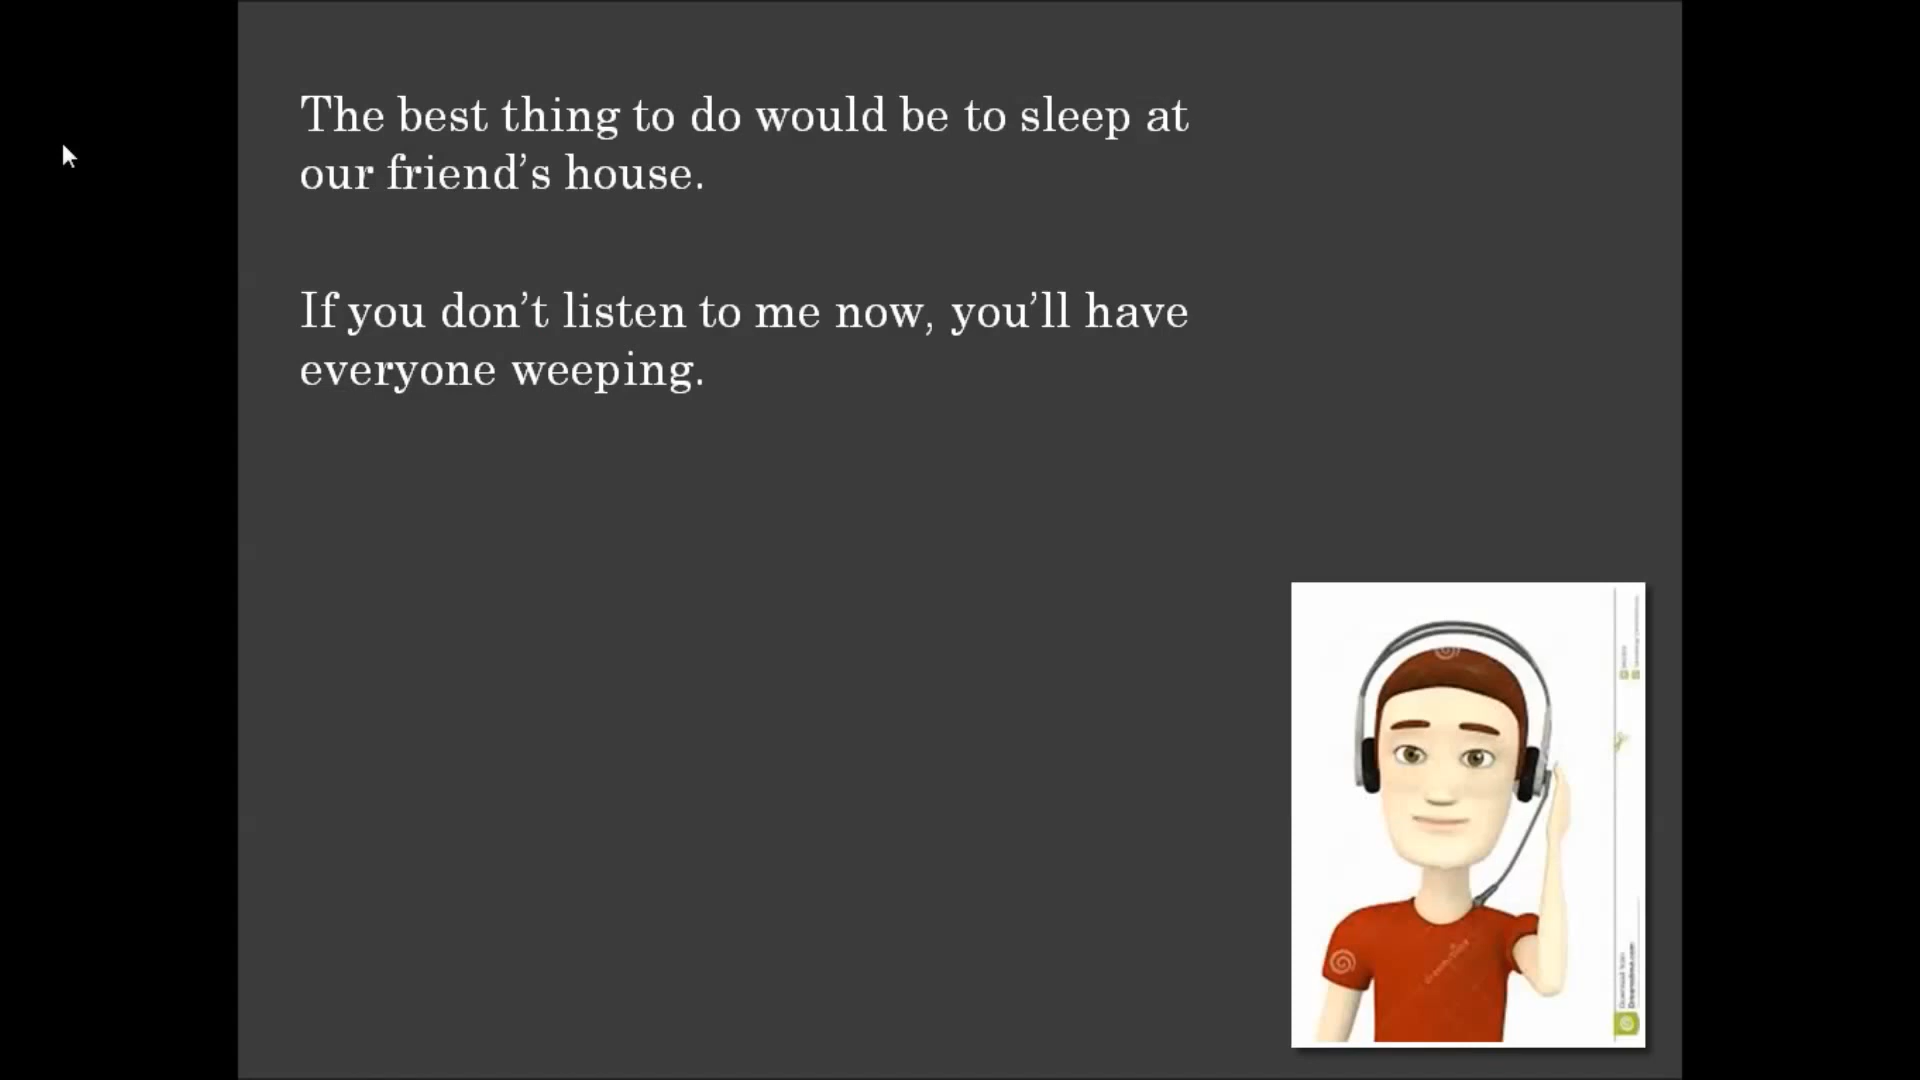 The best thing to do would be to sleep at
our friend’s house.
If you don’t listen to me now, you’ll have
everyone weeping.